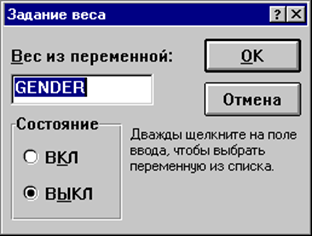 Задание веса
Вес из переменной:
GENDER
OK
Отмена
Состояние
ВКЛ
ВЫКЛ
Дважды щелкните на поле
ввода, чтобы выбрать
переменную из списка.